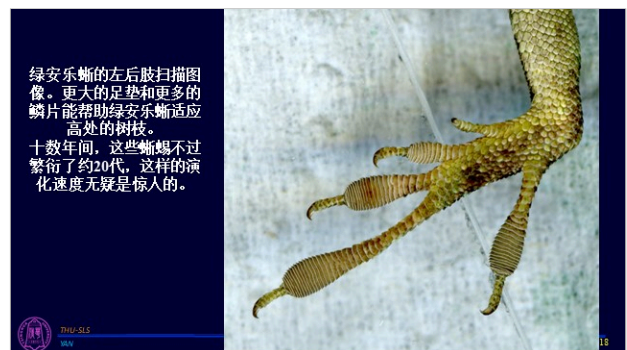 绿安乐蜥的左后肢扫描图
像。更大的足垫和更多的
鳞片能帮助绿安乐蜥适应
高处的树枝。
十数年间，这些蜥蜴不过
繁衍了约20代，这样的演
化速度无疑是惊人的。
THU-SLS
YAN
18